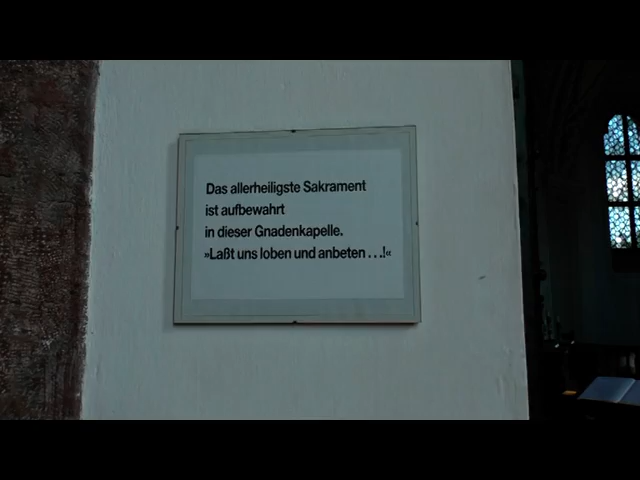 Das allerheiligste Sakrament
ist aufbewahrt
in dieser Gnadenkapelle.
»Laßt uns loben und anbeten . . .!«